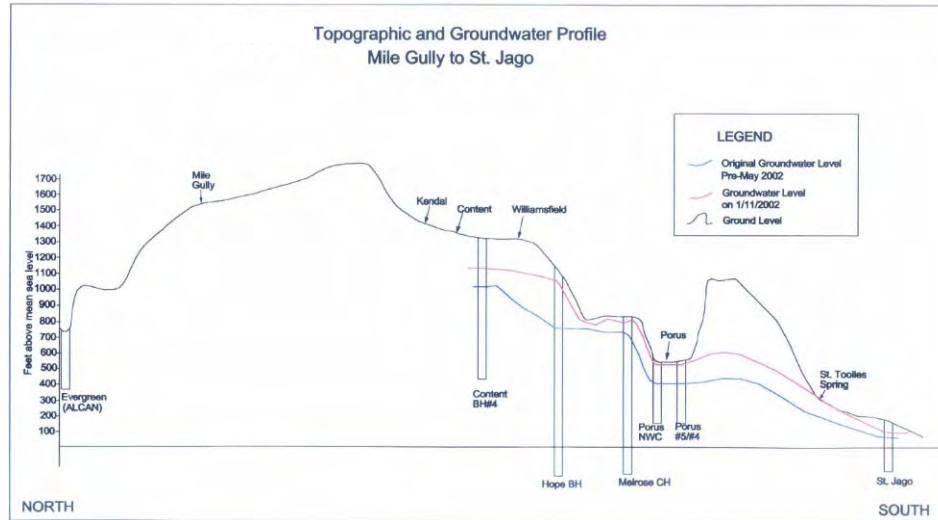 Topographic and Groundwater Profile
Mile Gully to St. Jago
LEGEND
Original Groundwater Level
Pre-May 2002
Groundwater Level
on 1/11/2002
Ground Level
Feet above mean sea level
1700
1600
1500
1400
1300
1200
1100
1000
900
800
700
600
500
400
300
200
100
Mile
Gully
Kendal
Content
Williamsfield
Porus
St. Toolies
Spring
Evergreen
(ALCAN)
Content
BH#4
Hope BH
Melrose CH
Porus
NWC
Porus
#5/#4
St. Jago
NORTH
SOUTH